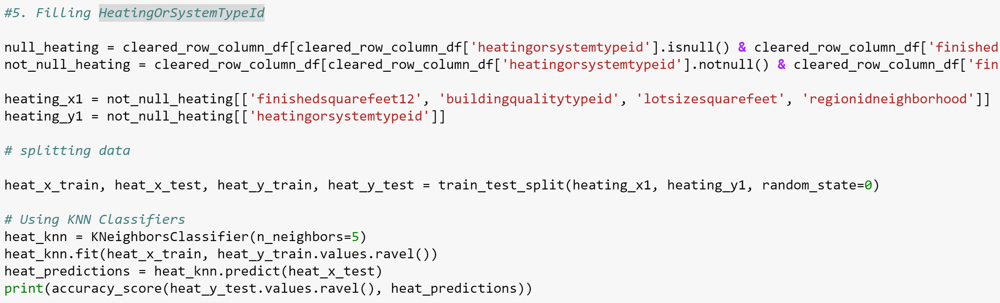 #5. Filling HeatingOrSystemTypeId
null_heating = cleared_row_column_df[cleared_row_column_df['heatingorsystemtypeid'].isnull() & cleared_row_column_df['finished
not_null_heating = cleared_row_column_df[cleared_row_column_df['heatingorsystemtypeid'].notnull() & cleared_row_column_df['fin
heating_x1 = not_null_heating[['finishedsquarefeet12', 'buildingqualitytypeid', 'lotsizesquarefeet', 'regionidneighborhood']]
heating_y1 = not_null_heating[['heatingorsystemtypeid']]
# splitting data
heat_x_train, heat_x_test, heat_y_train, heat_y_test = train_test_split(heating_x1, heating_y1, random_state=0)
# Using KNN Classifiers
heat_knn = KNeighborsClassifier(n_neighbors=5)
heat_knn.fit(heat_x_train, heat_y_train.values.ravel())
heat_predictions = heat_knn.predict(heat_x_test)
print(accuracy_score(heat_y_test.values.ravel(), heat_predictions))